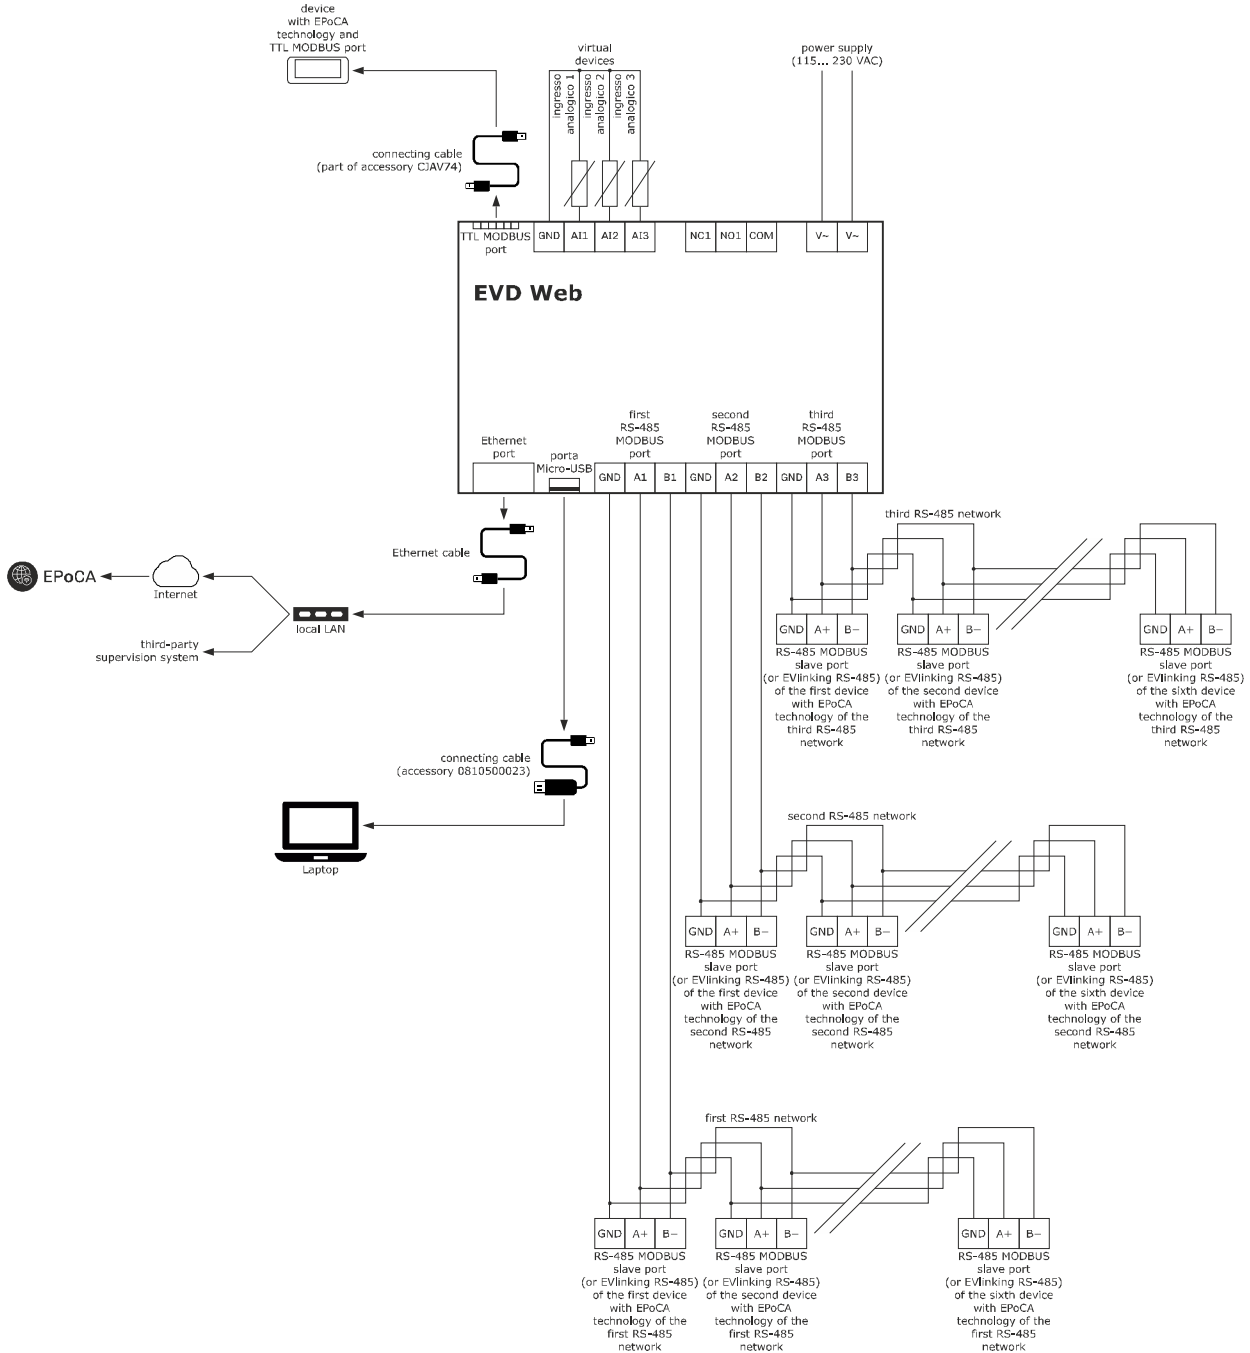 device
with EPoCA
technology and
TTL MODBUS port
virtual
devices
power supply
(115... 230 VAC)
ingresso
analogico 1
ingresso
analogico 2
ingresso
analogico 3
connecting cable
(part of accessory CJAV74)
TTL MODBUS
port
GND AI1 AI2 AI3
NC1 NO1 COM
V~ V~
EVD Web
Ethernet
port
porta
Micro-USB
first
RS-485
MODBUS
port
second
RS-485
MODBUS
port
third
RS-485
MODBUS
port
GND A1 B1 GND A2 B2 GND A3 B3
Ethernet cable
EPoCA
Internet
local LAN
third-party
supervision system
third RS-485 network
GND A+ B−
GND A+ B−
GND A+ B−
RS-485 MODBUS
slave port
(or EVlinking RS-485)
of the first device
with EPoCA
technology of the
third RS-485
network
RS-485 MODBUS
slave port
(or EVlinking RS-485)
of the second device
with EPoCA
technology of the
third RS-485
network
RS-485 MODBUS
slave port
(or EVlinking RS-485)
of the sixth device
with EPoCA
technology of the
third RS-485
network
connecting cable
(accessory 0810500023)
Laptop
second RS-485 network
GND A+ B−
GND A+ B−
GND A+ B−
RS-485 MODBUS
slave port
(or EVlinking RS-485)
of the first device
with EPoCA
technology of the
second RS-485
network
RS-485 MODBUS
slave port
(or EVlinking RS-485)
of the second device
with EPoCA
technology of the
second RS-485
network
RS-485 MODBUS
slave port
(or EVlinking RS-485)
of the sixth device
with EPoCA
technology of the
second RS-485
network
first RS-485 network
GND A+ B−
GND A+ B−
GND A+ B−
RS-485 MODBUS
slave port
(or EVlinking RS-485)
of the first device
with EPoCA
technology of the
first RS-485
network
RS-485 MODBUS
slave port
(or EVlinking RS-485)
of the second device
with EPoCA
technology of the
first RS-485
network
RS-485 MODBUS
slave port
(or EVlinking RS-485)
of the sixth device
with EPoCA
technology of the
first RS-485
network